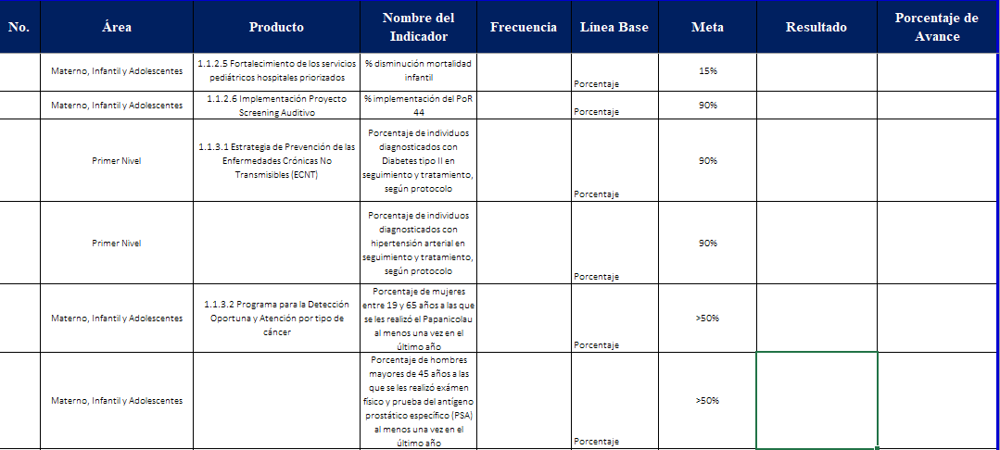 No.
Área
Producto
Nombre del
Indicador
Frecuencia
Línea Base
Meta
Resultado
Porcentaje de
Avance
Materno, Infantil y Adolescentes
1.1.2.5 Fortalecimiento de los servicios
pediátricos hospitales priorizados
% disminución mortalidad
infantil
Porcentaje
15%
Materno, Infantil y Adolescentes
1.1.2.6 Implementación Proyecto
Screening Auditivo
% implementación del PoR
44
Porcentaje
90%
Primer Nivel
1.1.3.1 Estrategia de Prevención de las
Enfermedades Crónicas No
Transmisibles (ECNT)
Porcentaje de individuos
diagnosticados con
Diabetes tipo II en
seguimiento y tratamiento,
según protocolo
Porcentaje
90%
Primer Nivel
Porcentaje de individuos
diagnosticados con
hipertensión arterial en
seguimiento y tratamiento,
según protocolo
Porcentaje
90%
Materno, Infantil y Adolescentes
1.1.3.2 Programa para la Detección
Oportuna y Atención por tipo de
cáncer
Porcentaje de mujeres
entre 19 y 65 años a las que
se les realizó el Papanicolau
al menos una vez en el
último año
Porcentaje
>50%
Materno, Infantil y Adolescentes
Porcentaje de hombres
mayores de 45 años a las
que se les realizó exámen
físico y prueba del antígeno
prostático específico (PSA)
al menos una vez en el
último año
Porcentaje
>50%